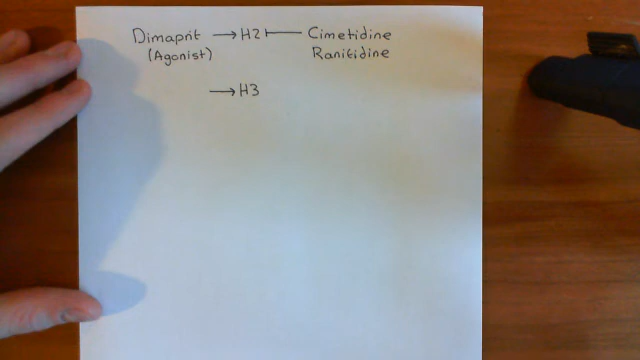 Dimaprit → H2 ⊢ Cimetidine
(Agonist) Ranitidine
→ H3